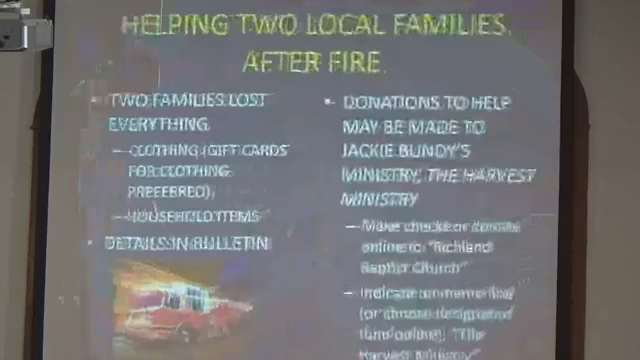 HELPING TWO LOCAL FAMILIES
AFTER FIRE
• TWO FAMILIES LOST
EVERYTHING
– CLOTHING (GIFT CARDS
FOR CLOTHING
PREFERRED),
– HOUSEHOLD ITEMS
• DETAILS IN BULLETIN
• DONATIONS TO HELP
MAY BE MADE TO
JACKIE BUNDY'S
MINISTRY, THE HARVEST
MINISTRY
– Make checks or donate
online to: "Richland
Baptist Church"
– Indicate on memo line
(or choose designated
fund online), "The
Harvest Ministry"